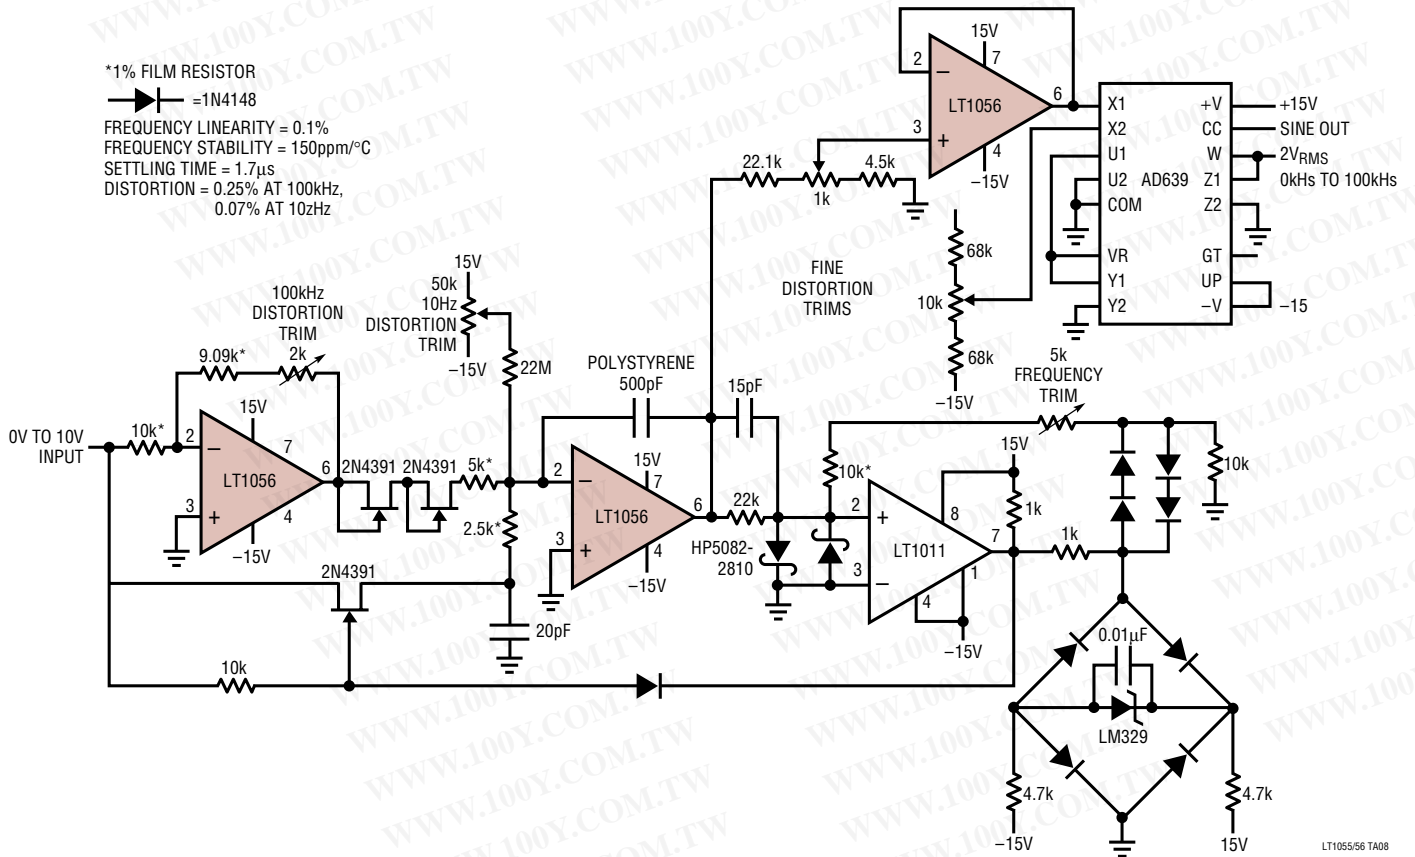 *1% FILM RESISTOR
=1N4148
FREQUENCY LINEARITY = 0.1%
FREQUENCY STABILITY = 150ppm/°C
SETTLING TIME = 1.7µs
DISTORTION = 0.25% AT 100kHz,
0.07% AT 10zHz
15V
2
7
–
LT1056
6
3
+
4
–15V
22.1k
1k
4.5k
X1
X2
U1
U2
COM
VR
Y1
Y2
AD639
+V
CC
W
Z1
Z2
GT
UP
–V
+15V
SINE OUT
2VRMS
0kHs TO 100kHs
–15
68k
10k
68k
–15V
FINE
DISTORTION
TRIMS
15V
50k
10Hz
DISTORTION
TRIM
–15V
22M
100kHz
DISTORTION
TRIM
2k
9.09k*
0V TO 10V
INPUT
10k*
15V
2
7
–
LT1056
6
3
+
4
–15V
2N4391
2N4391
5k*
2.5k*
2N4391
20pF
10k
POLYSTYRENE
500pF
15pF
15V
2
7
–
LT1056
6
3
+
4
–15V
22k
HP5082-
2810
10k*
5k
FREQUENCY
TRIM
2
+
8
LT1011
7
3
–
4
1
–15V
15V
1k
1k
10k
0.01µF
LM329
4.7k
–15V
4.7k
15V
LT1055/56 TA08
WWW.100Y.COM.TW